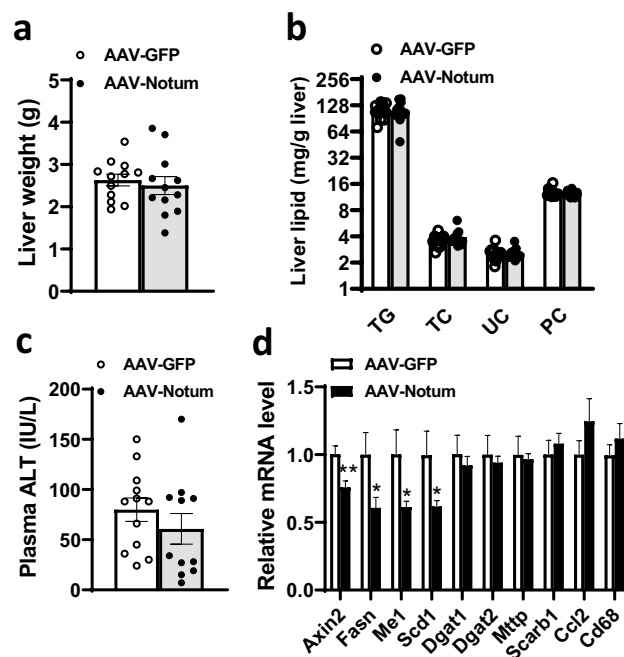 a
AAV-GFP
AAV-Notum
Liver weight (g)
5
4
3
2
1
0
b
AAV-GFP
AAV-Notum
Liver lipid (mg/g liver)
256
128
64
32
16
8
4
2
1
TG
TC
UC
PC
c
AAV-GFP
AAV-Notum
Plasma ALT (IU/L)
200
150
100
50
0
d
AAV-GFP
AAV-Notum
Relative mRNA level
1.5
1.0
0.5
0.0
**
*
*
*
Axin2
Fasn
Me1
Scd1
Dgat1
Dgat2
Mttp
Scarb1
Ccl2
Cd68